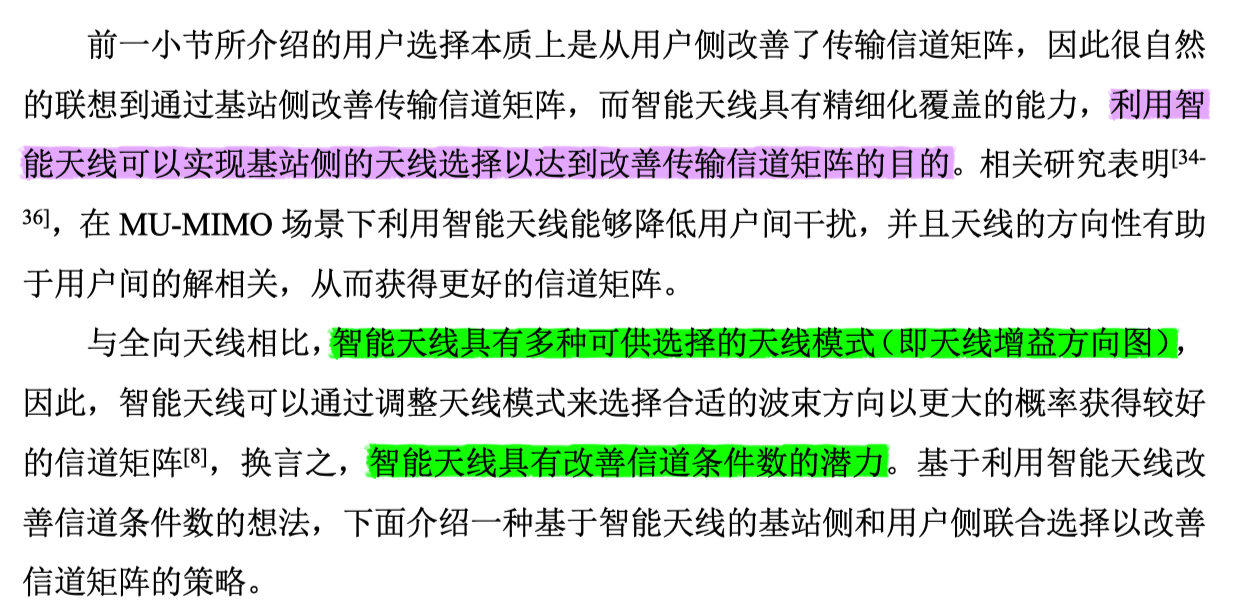 前一小节所介绍的用户选择本质上是从用户侧改善了传输信道矩阵，因此很自然
的联想到通过基站侧改善传输信道矩阵，而智能天线具有精细化覆盖的能力，利用智
能天线可以实现基站侧的天线选择以达到改善传输信道矩阵的目的。相关研究表明[34-
36]，在 MU-MIMO 场景下利用智能天线能够降低用户间干扰，并且天线的方向性有助
于用户间的解相关，从而获得更好的信道矩阵。
与全向天线相比，智能天线具有多种可供选择的天线模式（即天线增益方向图），
因此，智能天线可以通过调整天线模式来选择合适的波束方向以更大的概率获得较好
的信道矩阵[8]，换言之，智能天线具有改善信道条件数的潜力。基于利用智能天线改
善信道条件数的想法，下面介绍一种基于智能天线的基站侧和用户侧联合选择以改善
信道矩阵的策略。